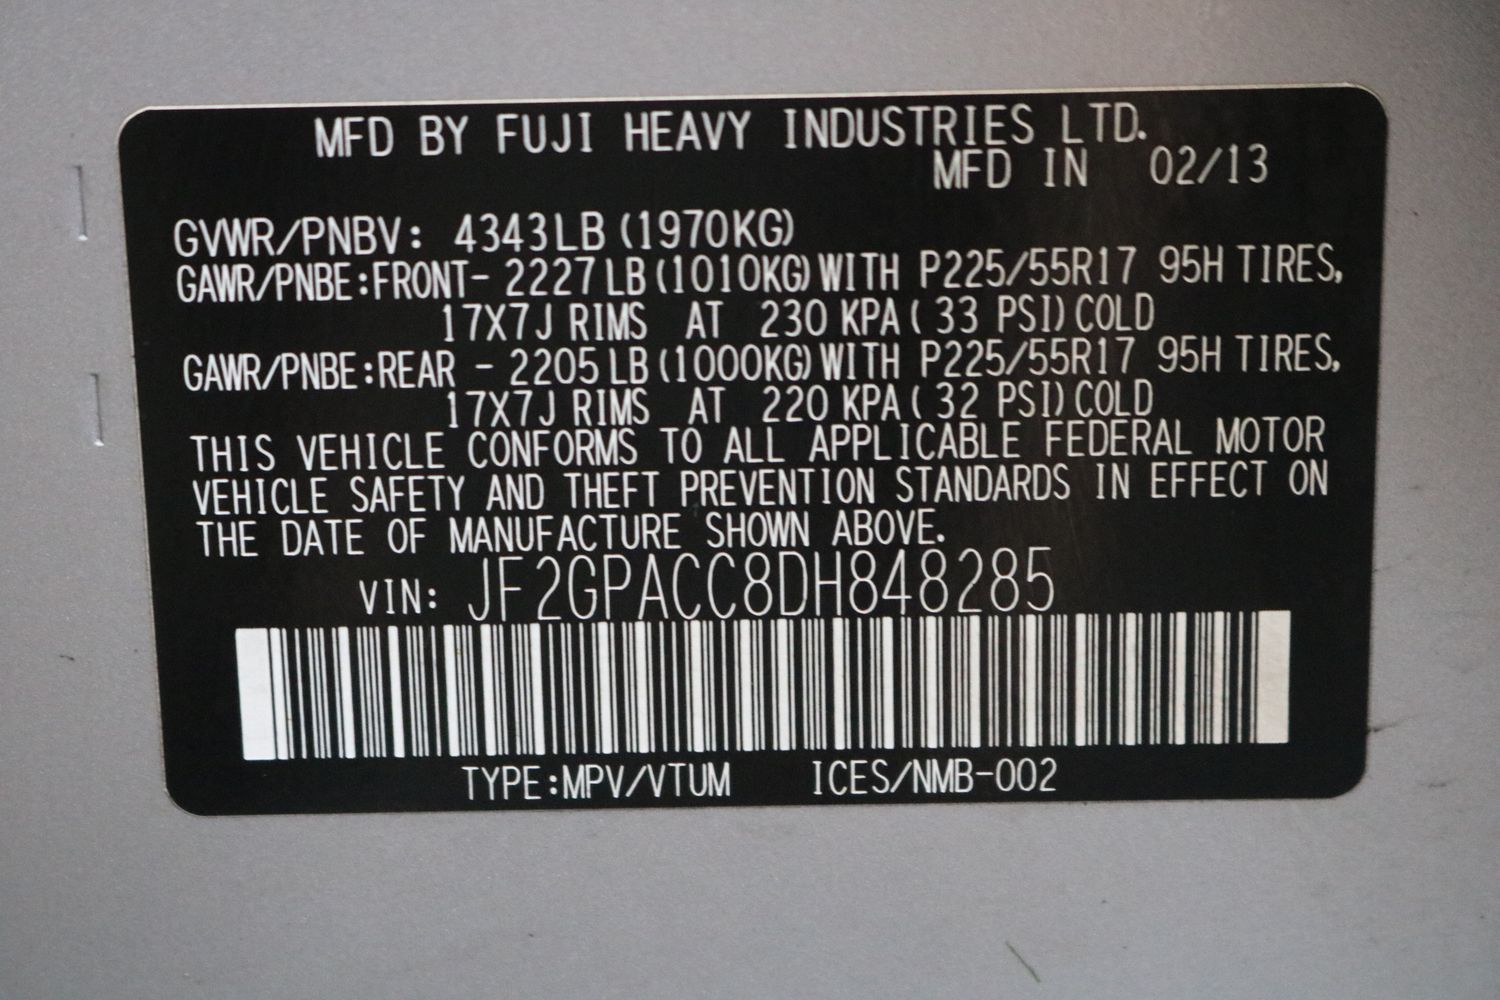 MFD BY FUJI HEAVY INDUSTRIES LTD.
MFD IN 02/13
GVWR/PNBV: 4343LB (1970KG)
GAWR/PNBE:FRONT- 2227LB (1010KG) WITH P225/55R17 95H TIRES,
17X7J RIMS AT 230 KPA ( 33 PSI) COLD
GAWR/PNBE:REAR - 2205LB (1000KG) WITH P225/55R17 95H TIRES,
17X7J RIMS AT 220 KPA ( 32 PSI) COLD
THIS VEHICLE CONFORMS TO ALL APPLICABLE FEDERAL MOTOR
VEHICLE SAFETY AND THEFT PREVENTION STANDARDS IN EFFECT ON
THE DATE OF MANUFACTURE SHOWN ABOVE.
VIN: JF2GPACC8DH848285
TYPE:MPV/VTUM ICES/NMB-002